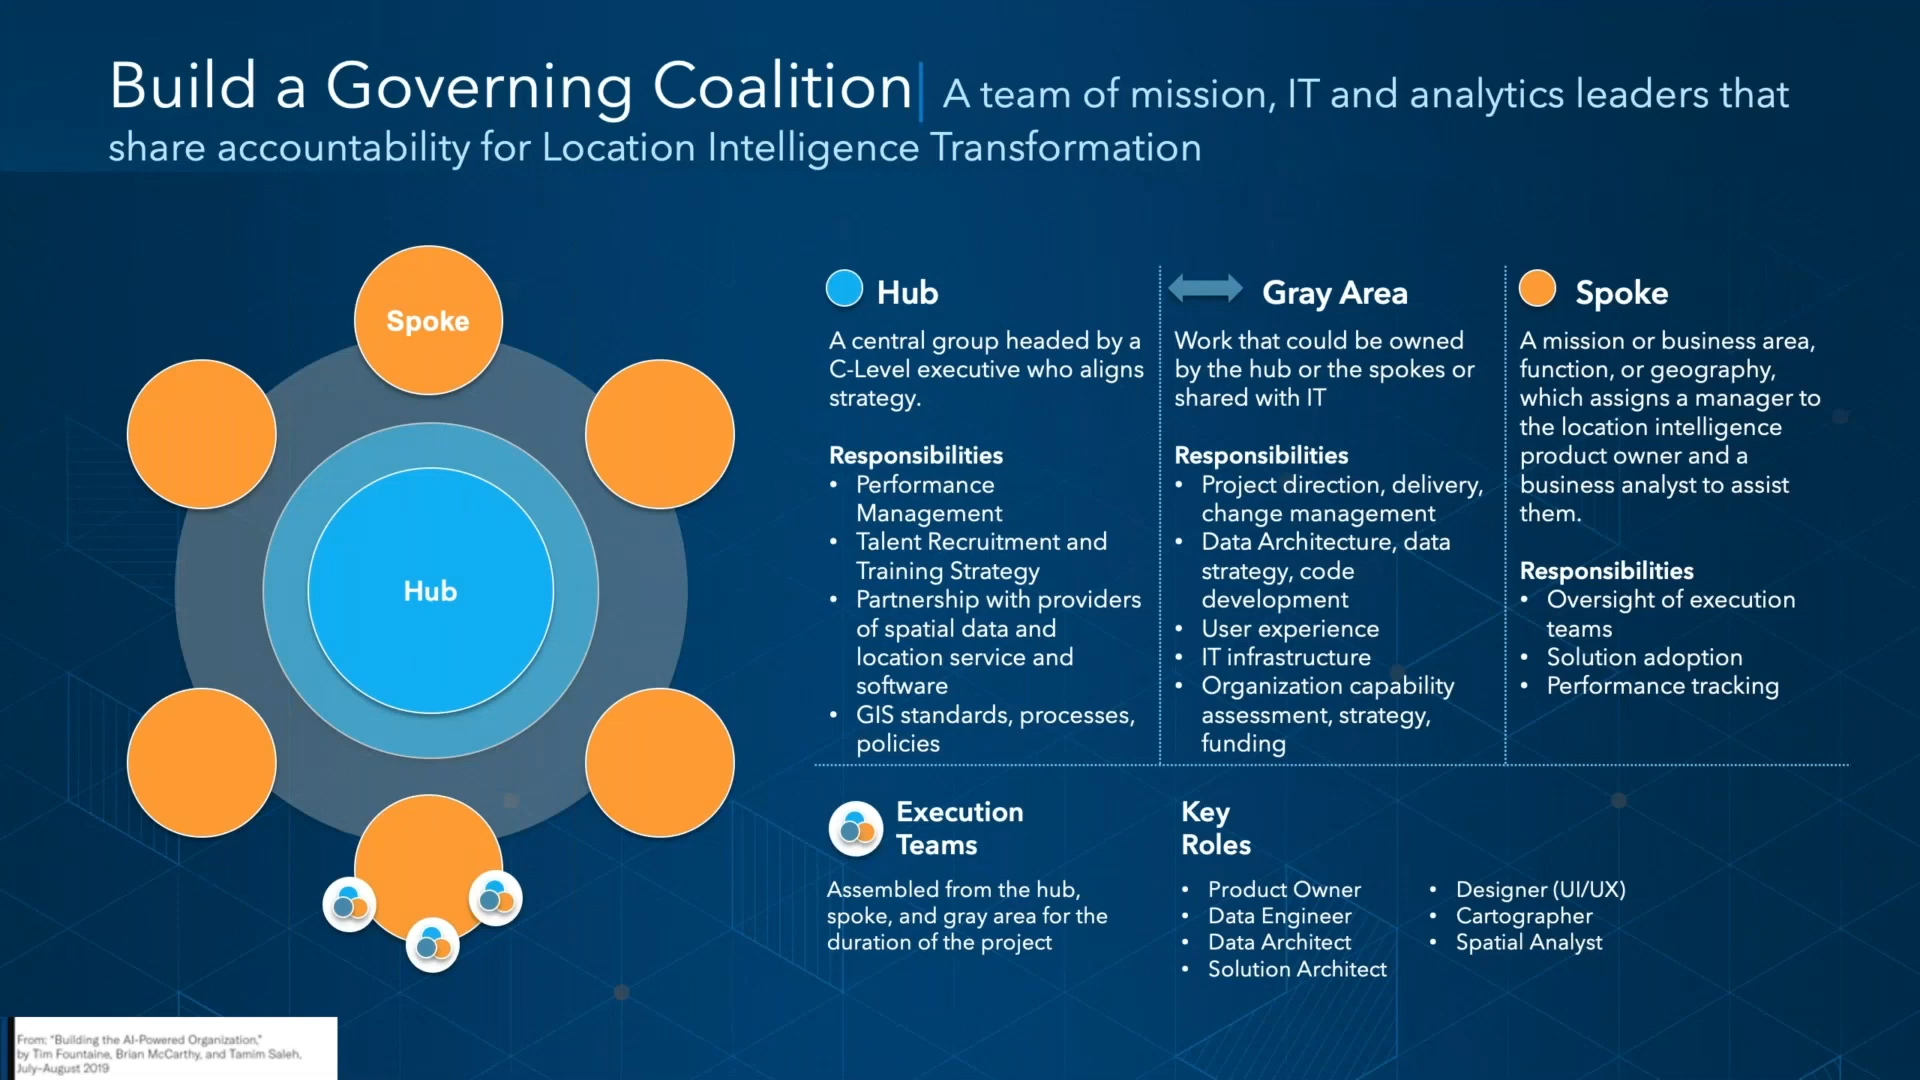 Build a Governing Coalition| A team of mission, IT and analytics leaders that
share accountability for Location Intelligence Transformation
Spoke
Hub
Hub
A central group headed by a
C-Level executive who aligns
strategy.
Responsibilities
• Performance
Management
• Talent Recruitment and
Training Strategy
• Partnership with providers
of spatial data and
location service and
software
• GIS standards, processes,
policies
Gray Area
Work that could be owned
by the hub or the spokes or
shared with IT
Responsibilities
• Project direction, delivery,
change management
• Data Architecture, data
strategy, code
development
• User experience
• IT infrastructure
• Organization capability
assessment, strategy,
funding
Spoke
A mission or business area,
function, or geography,
which assigns a manager to
the location intelligence
product owner and a
business analyst to assist
them.
Responsibilities
• Oversight of execution
teams
• Solution adoption
• Performance tracking
Execution
Teams
Assembled from the hub,
spoke, and gray area for the
duration of the project
Key
Roles
• Product Owner
• Data Engineer
• Data Architect
• Solution Architect
• Designer (UI/UX)
• Cartographer
• Spatial Analyst
From: "Building the AI-Powered Organization,"
by Tim Fountaine, Brian McCarthy, and Tamim Saleh,
July-August 2019